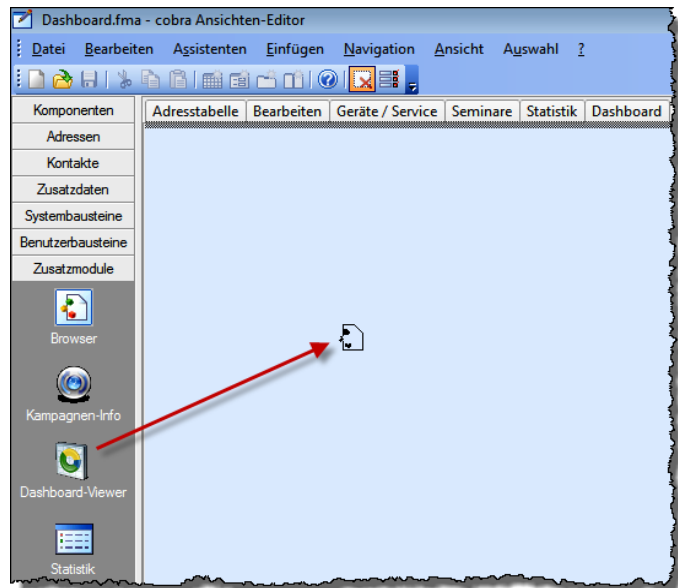 Dashboard.fma - cobra Ansichten-Editor
Datei Bearbeiten Assistenten Einfügen Navigation Ansicht Auswahl ?
Komponenten
Adresstabelle Bearbeiten Geräte / Service Seminare Statistik Dashboard
Adressen
Kontakte
Zusatzdaten
Systembausteine
Benutzerbausteine
Zusatzmodule
Browser
Kampagnen-Info
Dashboard-Viewer
Statistik